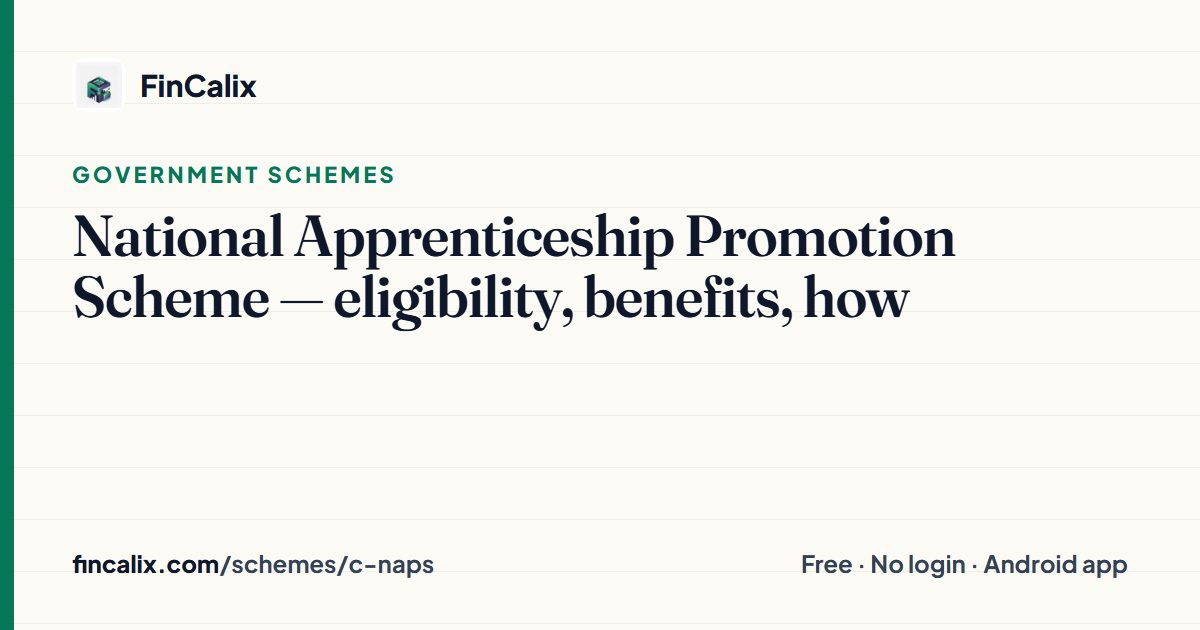 FinCalix
GOVERNMENT SCHEMES
National Apprenticeship Promotion
Scheme — eligibility, benefits, how
fincalix.com/schemes/c-naps
Free · No login · Android app